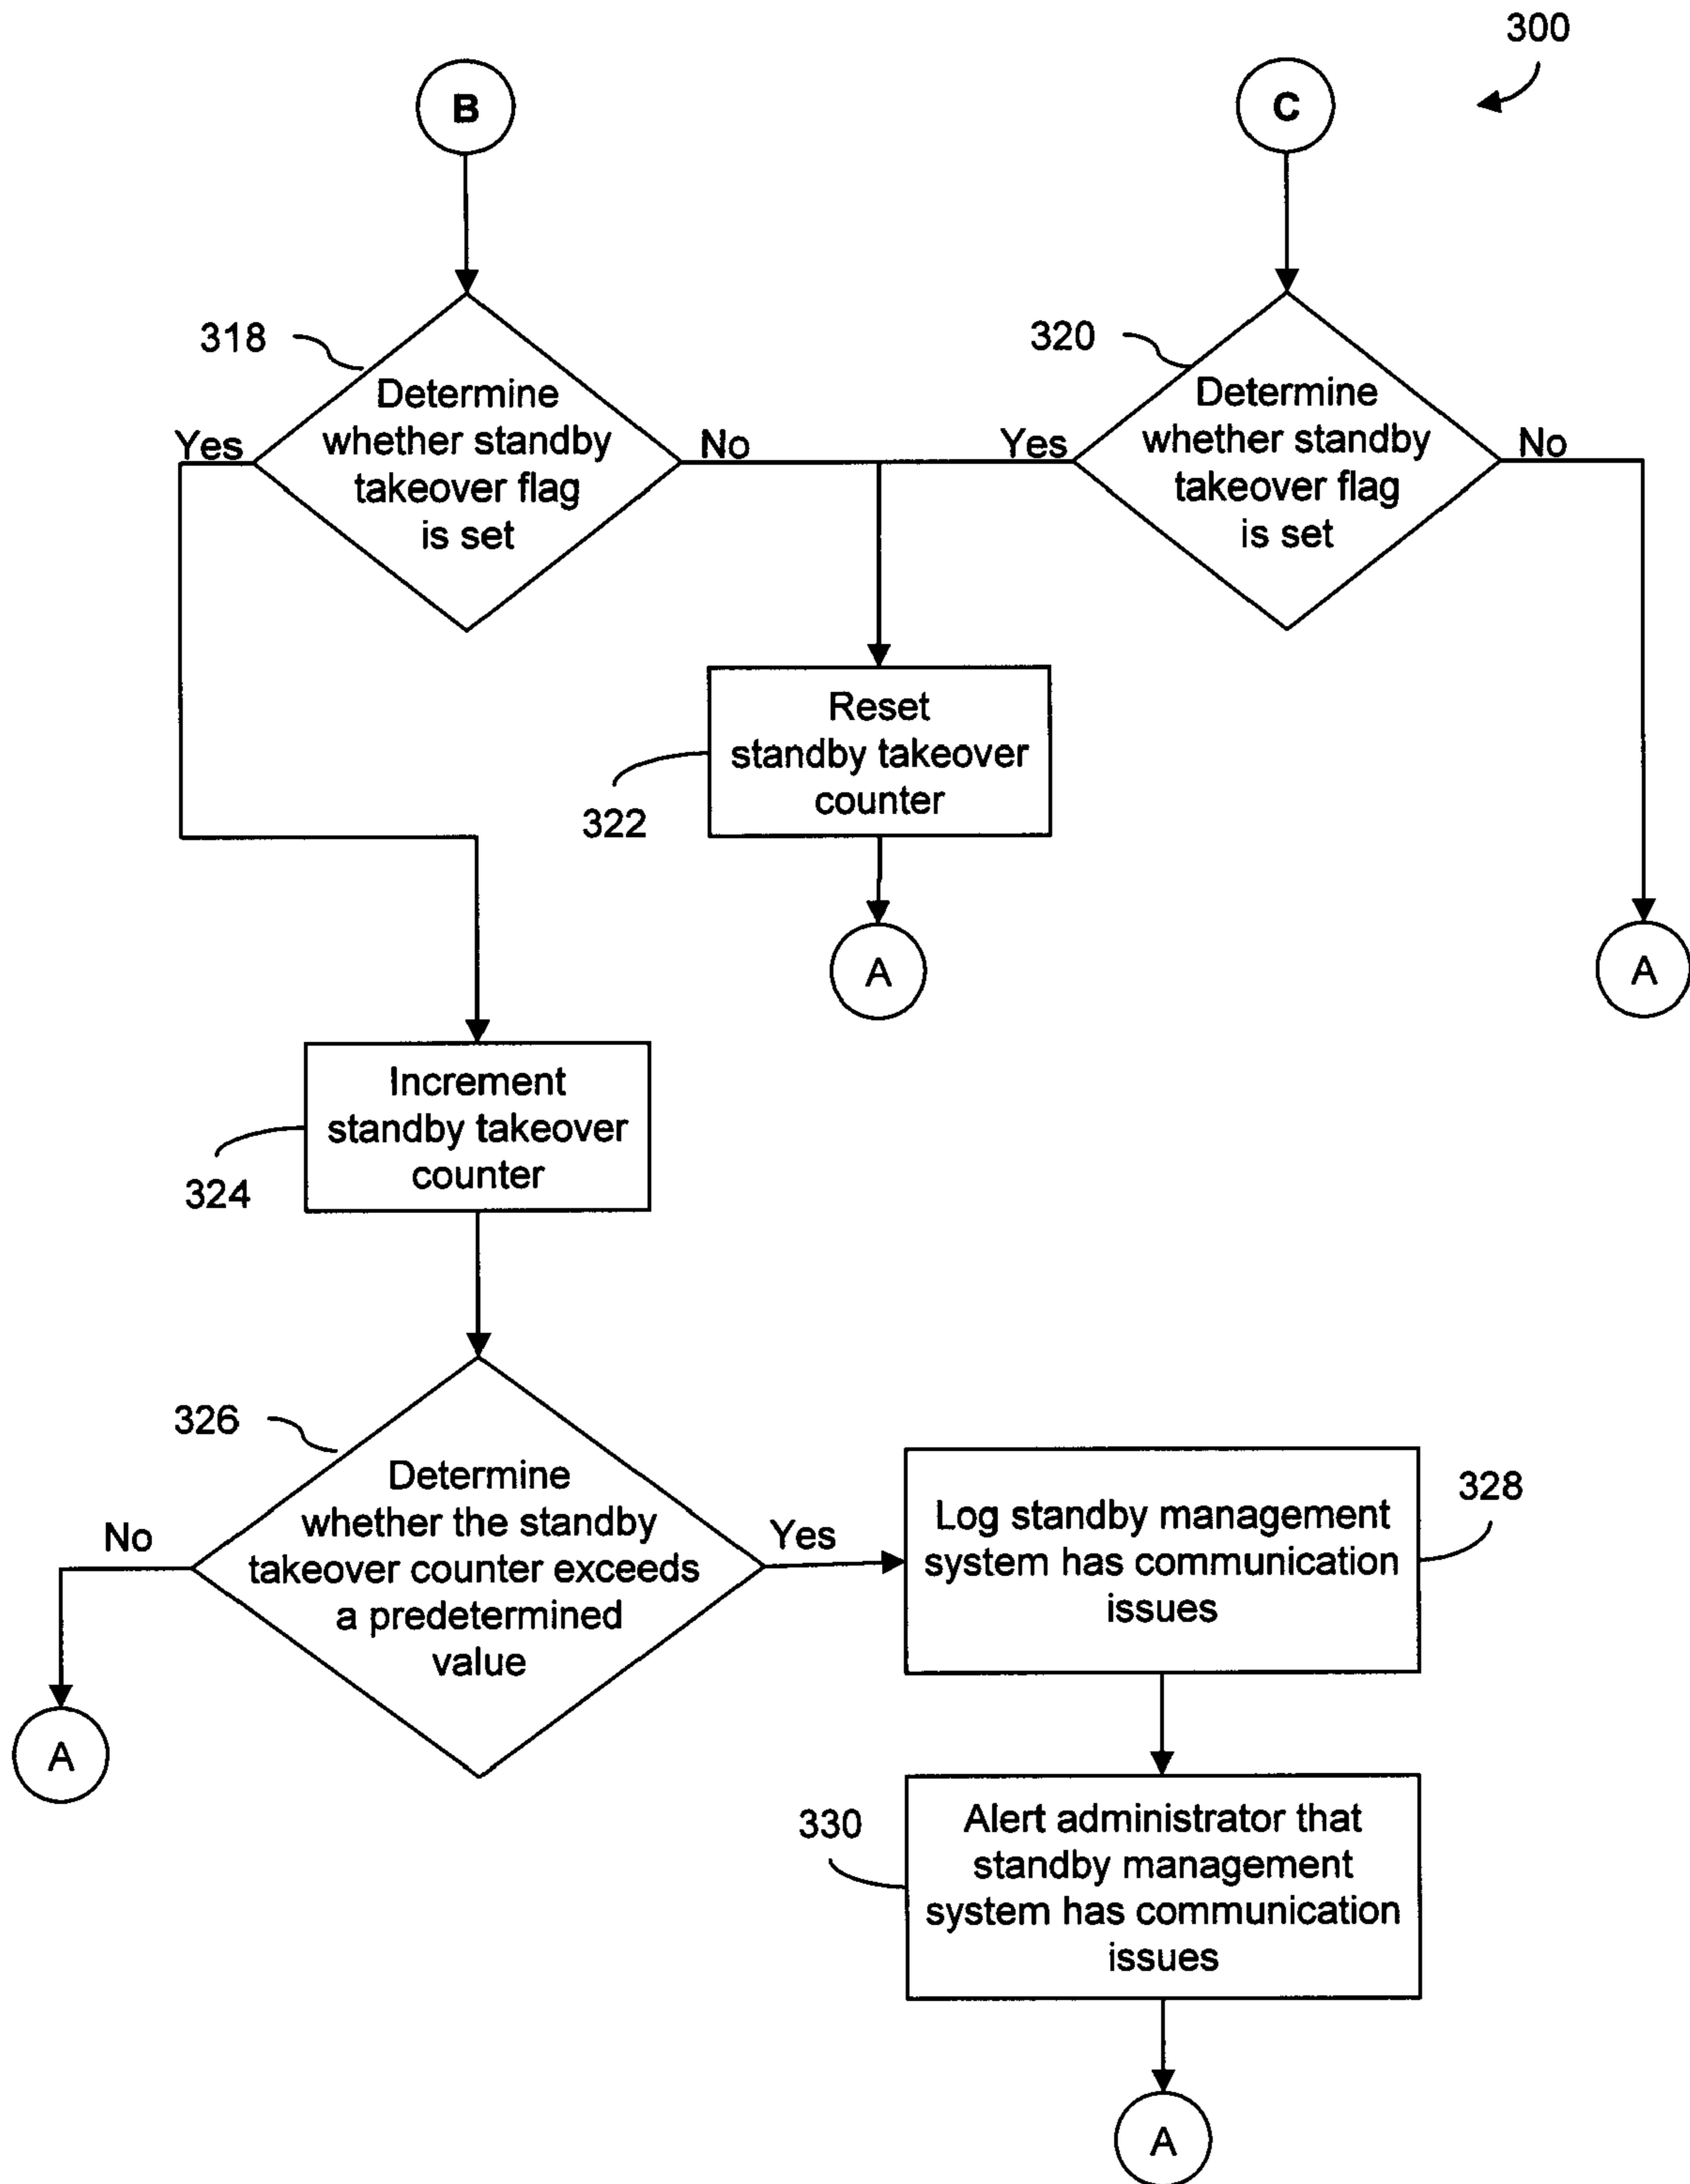 300
B
C
318
Determine
whether standby
takeover flag
is set
Yes
No
320
Determine
whether standby
takeover flag
is set
Yes
No
Reset
standby takeover
counter
322
A
A
Increment
standby takeover
counter
324
326
Determine
whether the standby
takeover counter exceeds
a predetermined
value
No
Yes
Log standby management
system has communication
issues
328
A
330
Alert administrator that
standby management
system has communication
issues
A